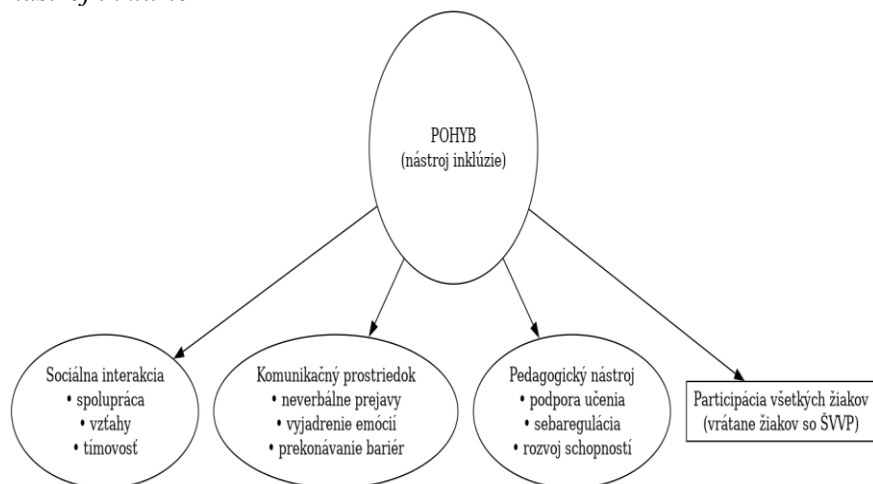 POHYB
(nástroj inklúzie)
Sociálna interakcia
• spolupráca
• vzťahy
• tímovosť
Komunikačný prostriedok
• neverbálne prejavy
• vyjadrenie emócií
• prekonávanie bariér
Pedagogický nástroj
• podpora učenia
• sebaregulácia
• rozvoj schopností
Participácia všetkých žiakov
(vrátane žiakov so ŠVVP)